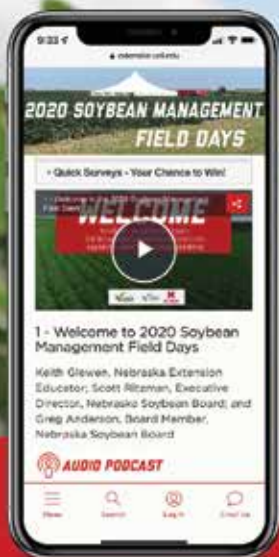 9:33
extension.unl.edu
2020 SOYBEAN MANAGEMENT
FIELD DAYS
Quick Surveys - Your Chance to Win!
WELCOME
1 - Welcome to 2020 Soybean
Management Field Days
Keith Glewen, Nebraska Extension
Educator; Scott Ritzman, Executive
Director, Nebraska Soybean Board; and
Greg Anderson, Board Member,
Nebraska Soybean Board
AUDIO PODCAST
Menu
Search
Log in
Email Us